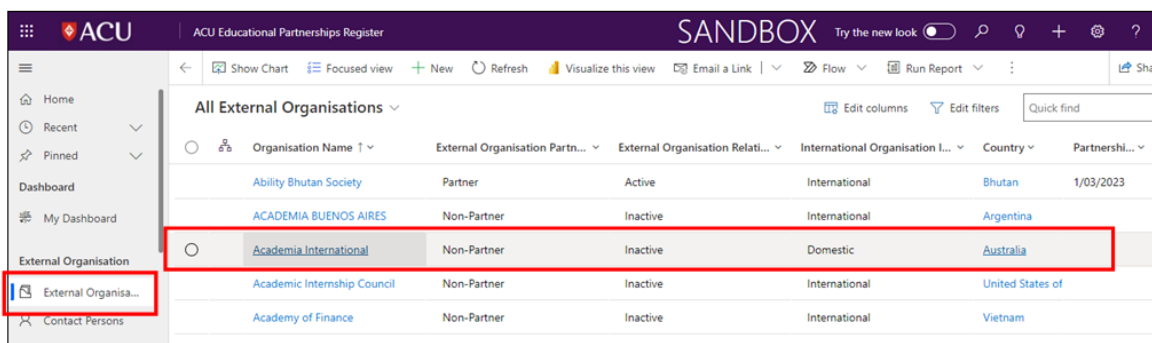 ACU
ACU Educational Partnerships Register
SANDBOX
Try the new look
Show Chart
Focused view
New
Refresh
Visualize this view
Email a Link
Flow
Run Report
Sha
Home
Recent
Pinned
Dashboard
My Dashboard
External Organisation
External Organisa...
Contact Persons
All External Organisations
Edit columns
Edit filters
Quick find
Organisation Name ↑ External Organisation Partn... External Organisation Relati... International Organisation I... Country Partnershi...
Ability Bhutan Society Partner Active International Bhutan 1/03/2023
ACADEMIA BUENOS AIRES Non-Partner Inactive International Argentina
Academia International Non-Partner Inactive Domestic Australia
Academic Internship Council Non-Partner Inactive International United States of
Academy of Finance Non-Partner Inactive International Vietnam